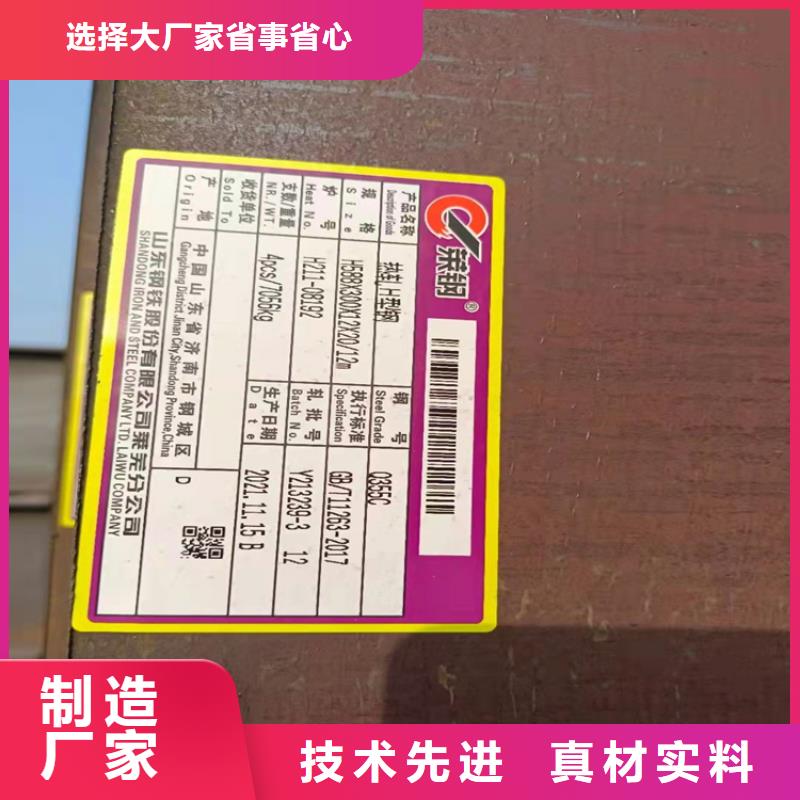 选择大厂家省事省心
莱钢®
产品名称
Description of Goods
热轧H型钢
钢 号
Steel Grade
Q355C
规 格
Size
H588X300X12X20/12m
执行标准
Specification
GB/T11263-2017
炉 号
Heat No.
H211-08192
轧 批 号
Batch No.
Y213239-3 12
支数/重量
NR./WT.
4pcs/7056kg
生产日期
Date
2021.11.15 B
收货单位
Sold To
产 地
Origin
中国山东省济南市钢城区
Gangcheng District Jinan City,Shandong Province,China
D
山东钢铁股份有限公司莱芜分公司
SHANDONG IRON AND STEEL COMPANY LTD. LAIWU COMPANY
制造
厂家
技术先进 真材实料